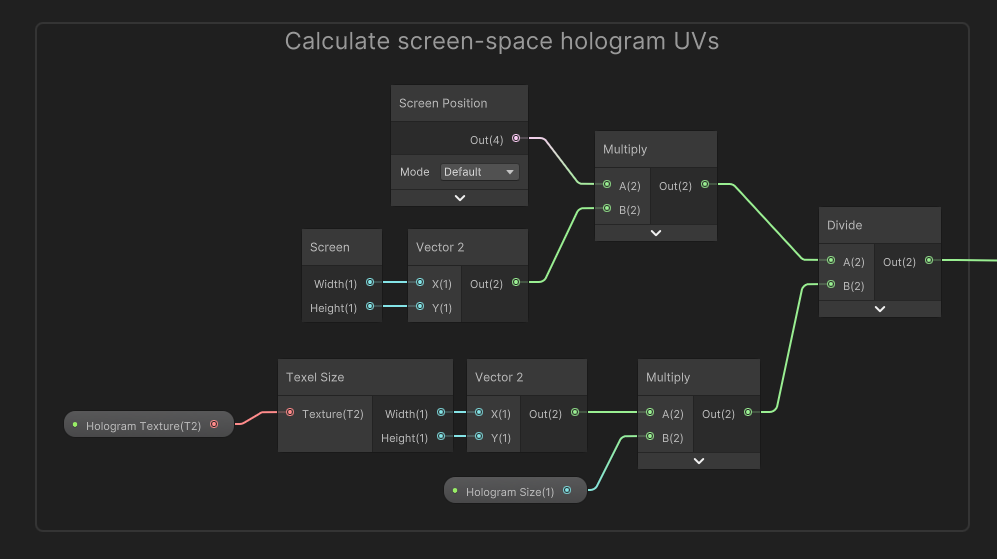 Calculate screen-space hologram UVs
Screen Position
Out(4)
Mode Default
Multiply
A(2) Out(2)
B(2)
Screen
Width(1)
Height(1)
Vector 2
X(1) Out(2)
Y(1)
Divide
A(2) Out(2)
B(2)
Hologram Texture(T2)
Texel Size
Texture(T2) Width(1)
Height(1)
Vector 2
X(1) Out(2)
Y(1)
Multiply
A(2) Out(2)
B(2)
Hologram Size(1)